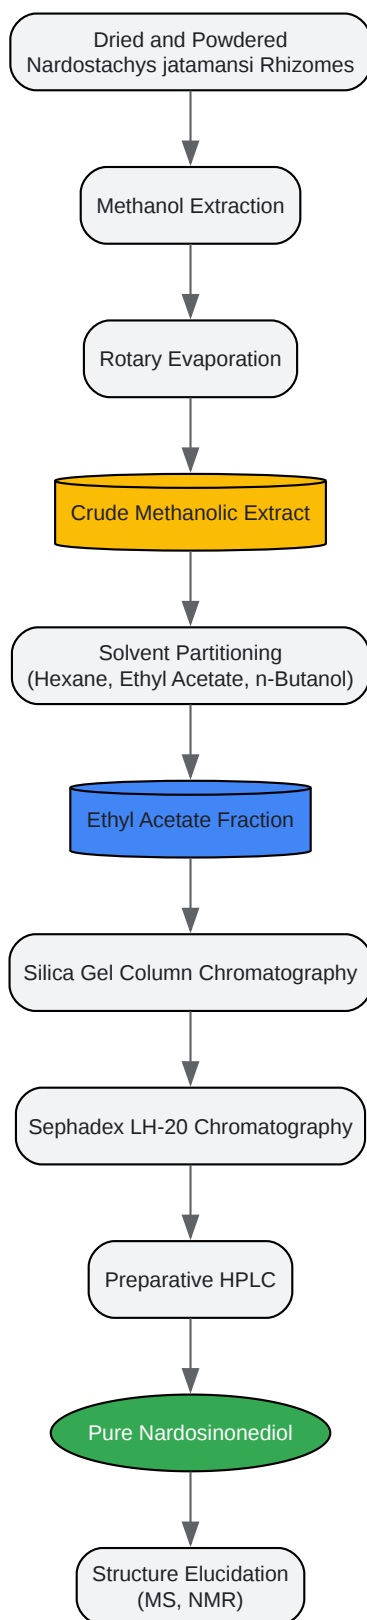 Dried and Powdered
Nardostachys jatamansi Rhizomes
Methanol Extraction
Rotary Evaporation
Crude Methanolic Extract
Solvent Partitioning
(Hexane, Ethyl Acetate, n-Butanol)
Ethyl Acetate Fraction
Silica Gel Column Chromatography
Sephadex LH-20 Chromatography
Preparative HPLC
Pure Nardosinonediol
Structure Elucidation
(MS, NMR)